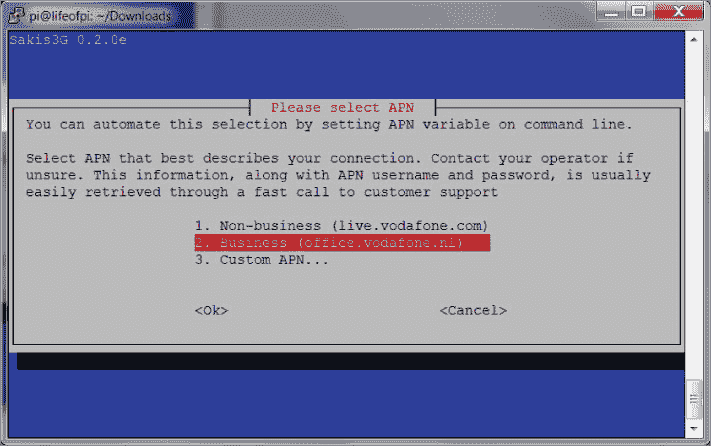 pi@lifeofpi: ~/Downloads
Sakis3G 0.2.0e
Please select APN
You can automate this selection by setting APN variable on command line.
Select APN that best describes your connection. Contact your operator if
unsure. This information, along with APN username and password, is usually
easily retrieved through a fast call to customer support
1. Non-business (live.vodafone.com)
2. Business (office.vodafone.nl)
3. Custom APN...
<Ok> <Cancel>